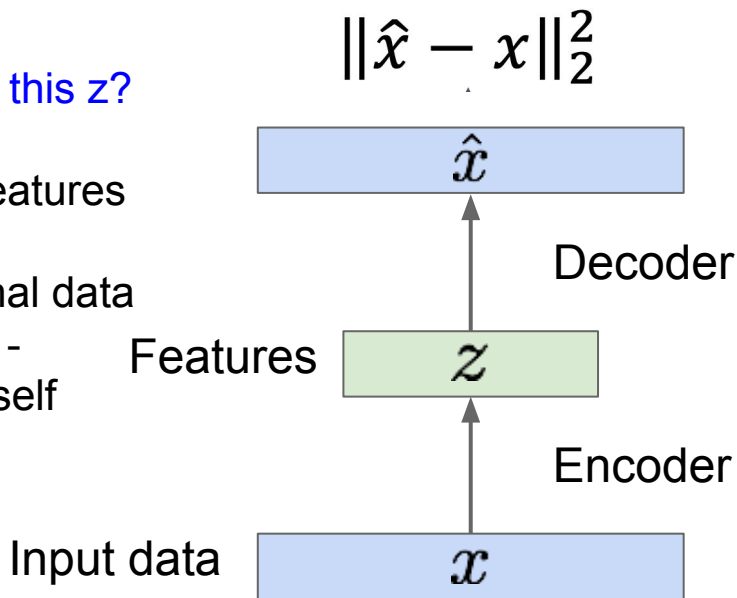 ‖x̂ − x‖₂²
this z?
x̂
eatures
Decoder
nal data
-
Features
z
self
Encoder
Input data
x